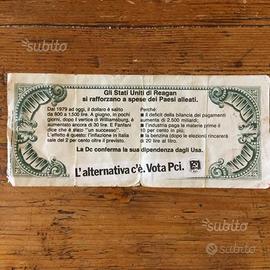 subito
Gli Stati Uniti di Reagan
si rafforzano a spese dei Paesi alleati.
Dal 1979 ad oggi, il dollaro è salito
da 800 a 1.500 lire. A giugno, in pochi
giorni, dopo il vertice di Williamsburg, è
aumentato ancora di 30 lire. E Fanfani
dice che è stato "un successo".
L'effetto è questo: l'inflazione in Italia
sale del 2 per cento oltre il previsto.
Perché:
il deficit della bilancia dei pagamenti
aumenta di 2.500 miliardi.
l'industria paga le materie prime il
10 per cento in più.
la benzina (dopo le elezioni) rincarerà
di 20 lire al litro.
La Dc conferma la sua dipendenza dagli Usa.
L'alternativa c'è. Vota Pci.
subito
subito